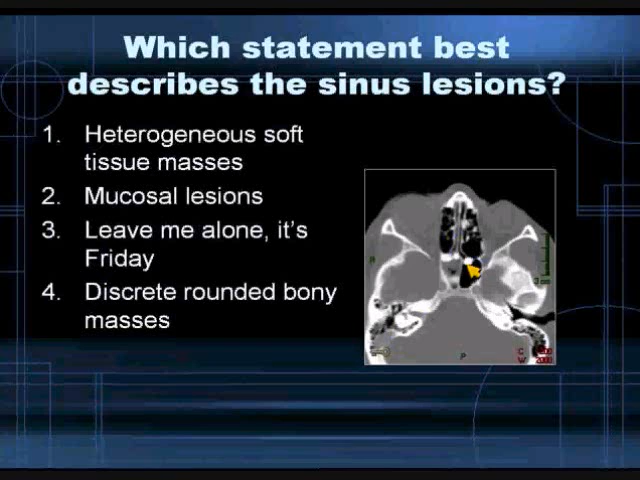 Which statement best
describes the sinus lesions?
1. Heterogeneous soft
tissue masses
2. Mucosal lesions
3. Leave me alone, it's
Friday
4. Discrete rounded bony
masses
P